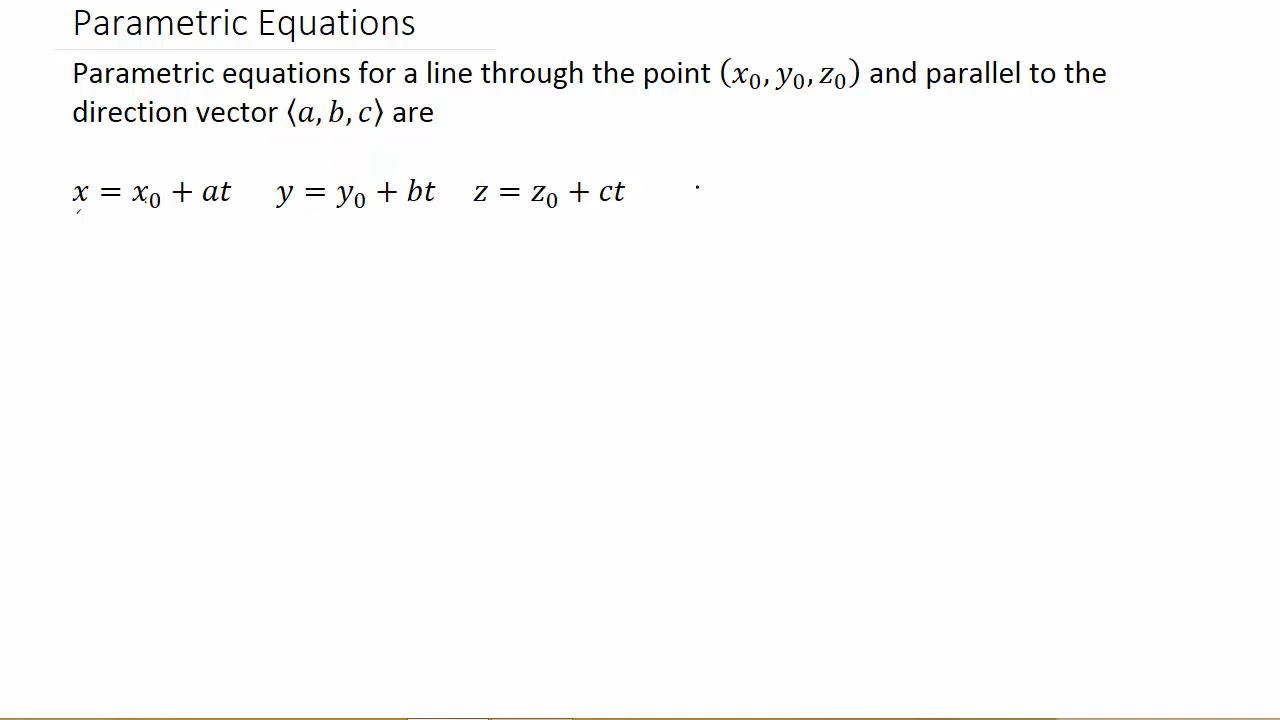 Parametric Equations
Parametric equations for a line through the point (x₀, y₀, z₀) and parallel to the
direction vector ⟨a, b, c⟩ are
x = x₀ + at y = y₀ + bt z = z₀ + ct